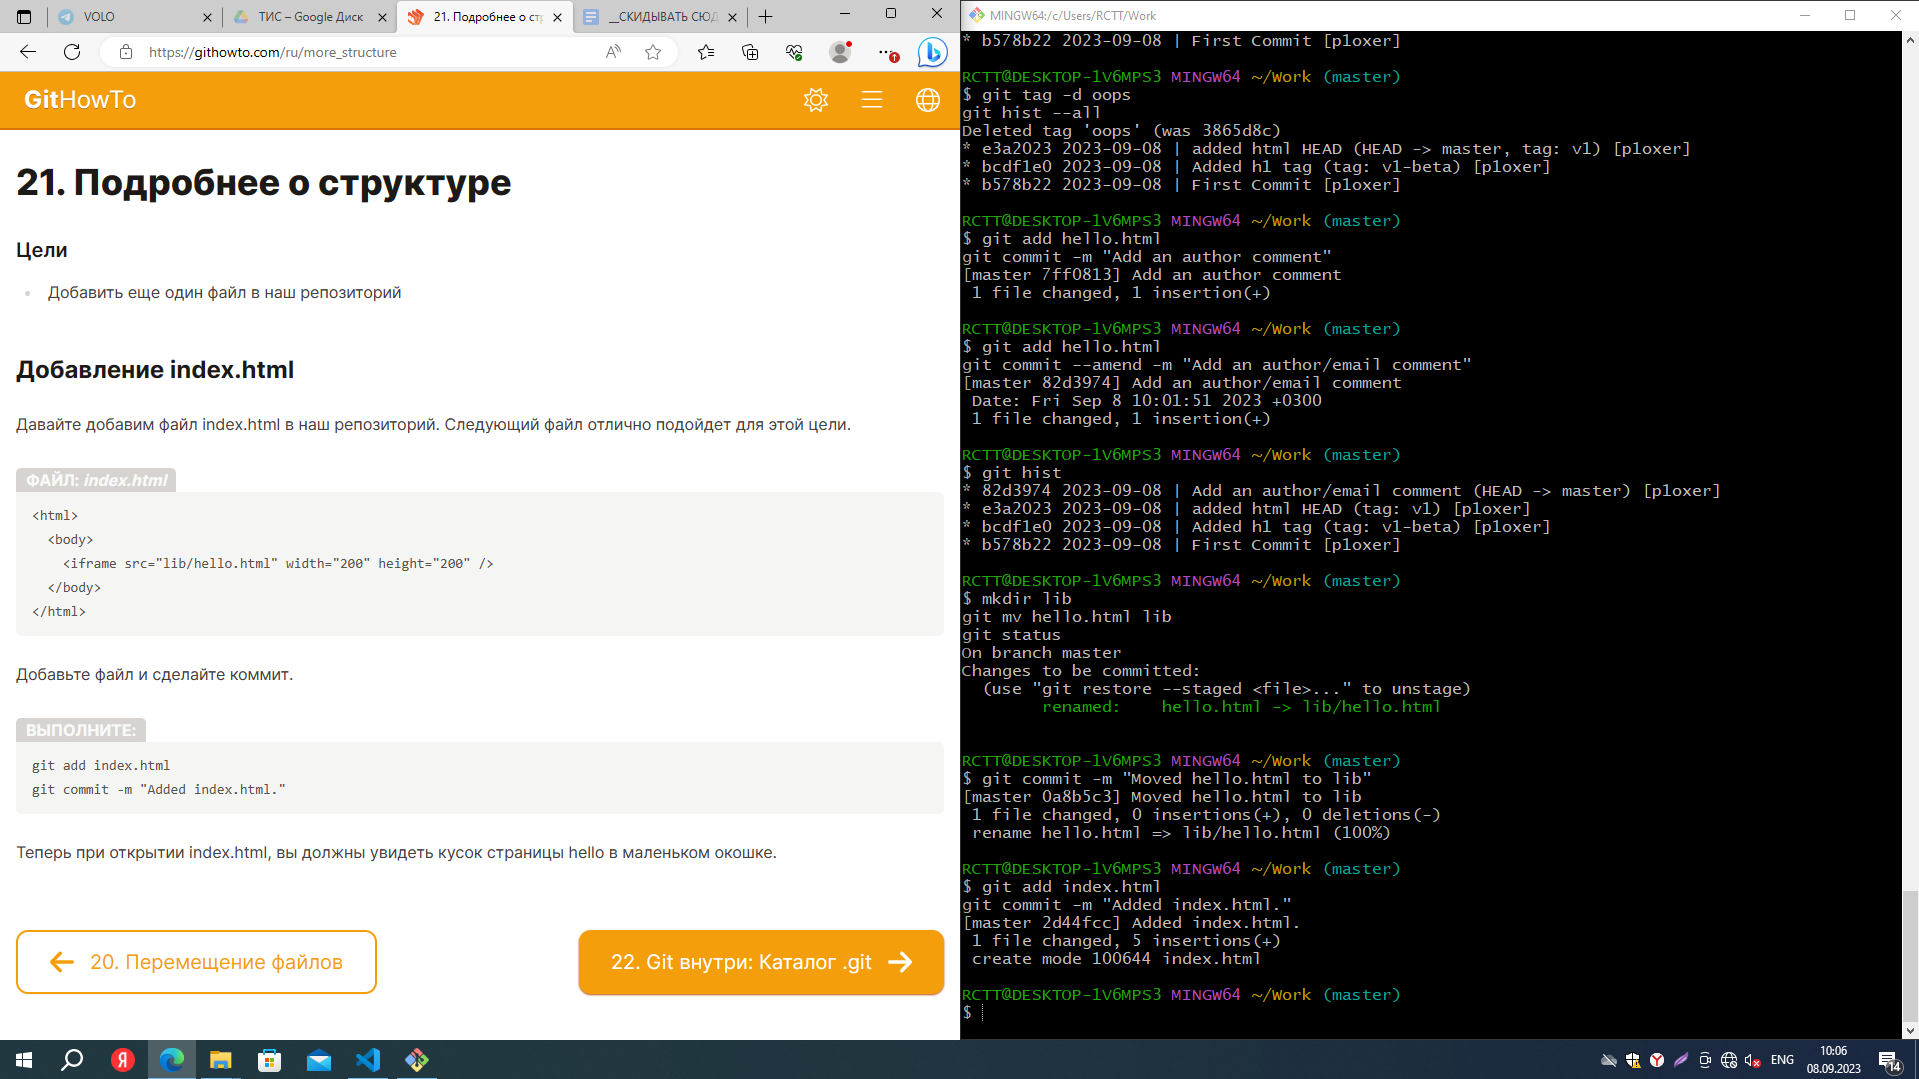 VOLO
ТИС – Google Диск
21. Подробнее о стр
__СКИДЫВАТЬ СЮД
https://githowto.com/ru/more_structure
GitHowTo
21. Подробнее о структуре
Цели
Добавить еще один файл в наш репозиторий
Добавление index.html
Давайте добавим файл index.html в наш репозиторий. Следующий файл отлично подойдет для этой цели.
ФАЙЛ: index.html
<html>
<body>
<iframe src="lib/hello.html" width="200" height="200" />
</body>
</html>
Добавьте файл и сделайте коммит.
ВЫПОЛНИТЕ:
git add index.html
git commit -m "Added index.html."
Теперь при открытии index.html, вы должны увидеть кусок страницы hello в маленьком окошке.
20. Перемещение файлов
22. Git внутри: Каталог .git
MINGW64:/c/Users/RCTT/Work
* b578b22 2023-09-08 | First Commit [ploxer]
RCTT@DESKTOP-1V6MPS3 MINGW64 ~/Work (master)
$ git tag -d oops
git hist --all
Deleted tag 'oops' (was 3865d8c)
* e3a2023 2023-09-08 | added html HEAD (HEAD -> master, tag: v1) [ploxer]
* bcdf1e0 2023-09-08 | Added h1 tag (tag: v1-beta) [ploxer]
* b578b22 2023-09-08 | First Commit [ploxer]
RCTT@DESKTOP-1V6MPS3 MINGW64 ~/Work (master)
$ git add hello.html
git commit -m "Add an author comment"
[master 7ff0813] Add an author comment
1 file changed, 1 insertion(+)
RCTT@DESKTOP-1V6MPS3 MINGW64 ~/Work (master)
$ git add hello.html
git commit --amend -m "Add an author/email comment"
[master 82d3974] Add an author/email comment
Date: Fri Sep 8 10:01:51 2023 +0300
1 file changed, 1 insertion(+)
RCTT@DESKTOP-1V6MPS3 MINGW64 ~/Work (master)
$ git hist
* 82d3974 2023-09-08 | Add an author/email comment (HEAD -> master) [ploxer]
* e3a2023 2023-09-08 | added html HEAD (tag: v1) [ploxer]
* bcdf1e0 2023-09-08 | Added h1 tag (tag: v1-beta) [ploxer]
* b578b22 2023-09-08 | First Commit [ploxer]
RCTT@DESKTOP-1V6MPS3 MINGW64 ~/Work (master)
$ mkdir lib
git mv hello.html lib
git status
On branch master
Changes to be committed:
(use "git restore --staged <file>..." to unstage)
renamed: hello.html -> lib/hello.html
RCTT@DESKTOP-1V6MPS3 MINGW64 ~/Work (master)
$ git commit -m "Moved hello.html to lib"
[master 0a8b5c3] Moved hello.html to lib
1 file changed, 0 insertions(+), 0 deletions(-)
rename hello.html => lib/hello.html (100%)
RCTT@DESKTOP-1V6MPS3 MINGW64 ~/Work (master)
$ git add index.html
git commit -m "Added index.html."
[master 2d44fcc] Added index.html.
1 file changed, 5 insertions(+)
create mode 100644 index.html
RCTT@DESKTOP-1V6MPS3 MINGW64 ~/Work (master)
$
ENG
10:06
08.09.2023
14